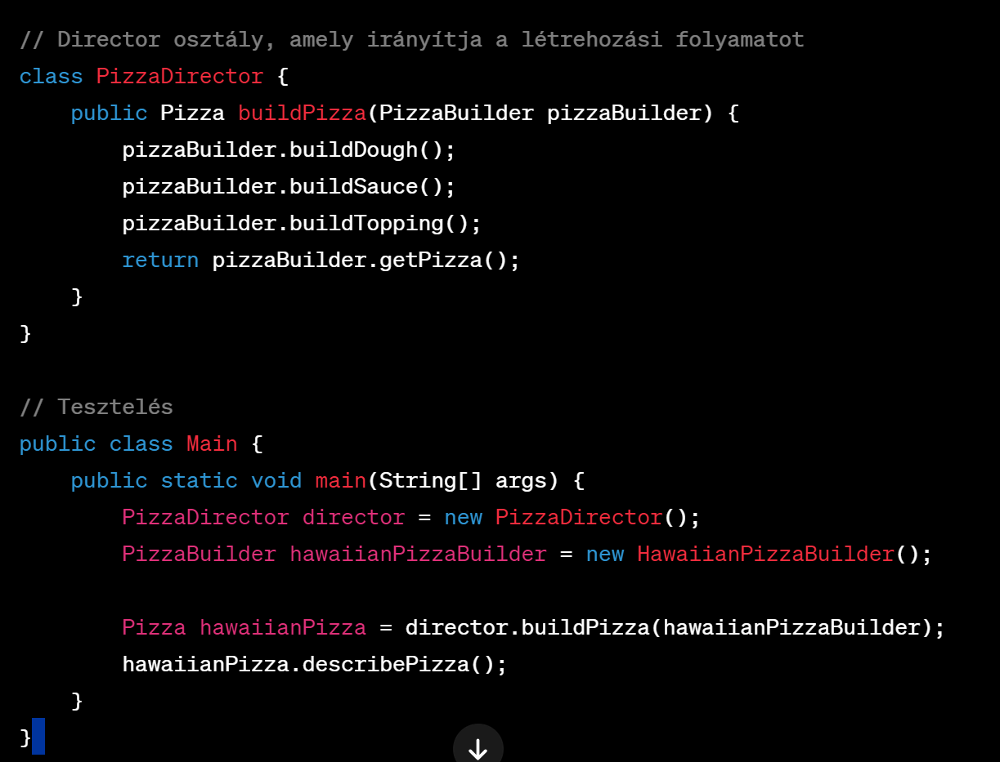 // Director osztály, amely irányítja a létrehozási folyamatot
class PizzaDirector {
    public Pizza buildPizza(PizzaBuilder pizzaBuilder) {
        pizzaBuilder.buildDough();
        pizzaBuilder.buildSauce();
        pizzaBuilder.buildTopping();
        return pizzaBuilder.getPizza();
    }
}

// Tesztelés
public class Main {
    public static void main(String[] args) {
        PizzaDirector director = new PizzaDirector();
        PizzaBuilder hawaiianPizzaBuilder = new HawaiianPizzaBuilder();

        Pizza hawaiianPizza = director.buildPizza(hawaiianPizzaBuilder);
        hawaiianPizza.describePizza();
    }
}